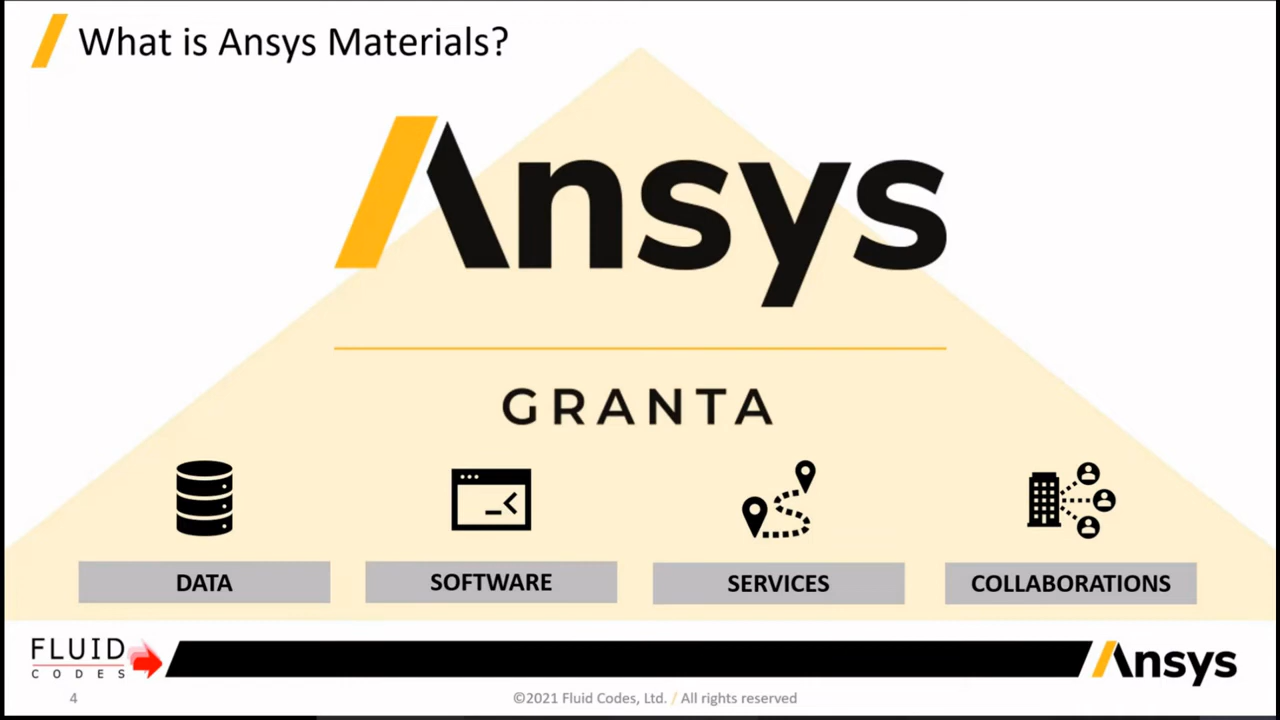 What is Ansys Materials?
Ansys
GRANTA
DATA
SOFTWARE
SERVICES
COLLABORATIONS
FLUID
CODES
Ansys
4
©2021 Fluid Codes, Ltd. / All rights reserved